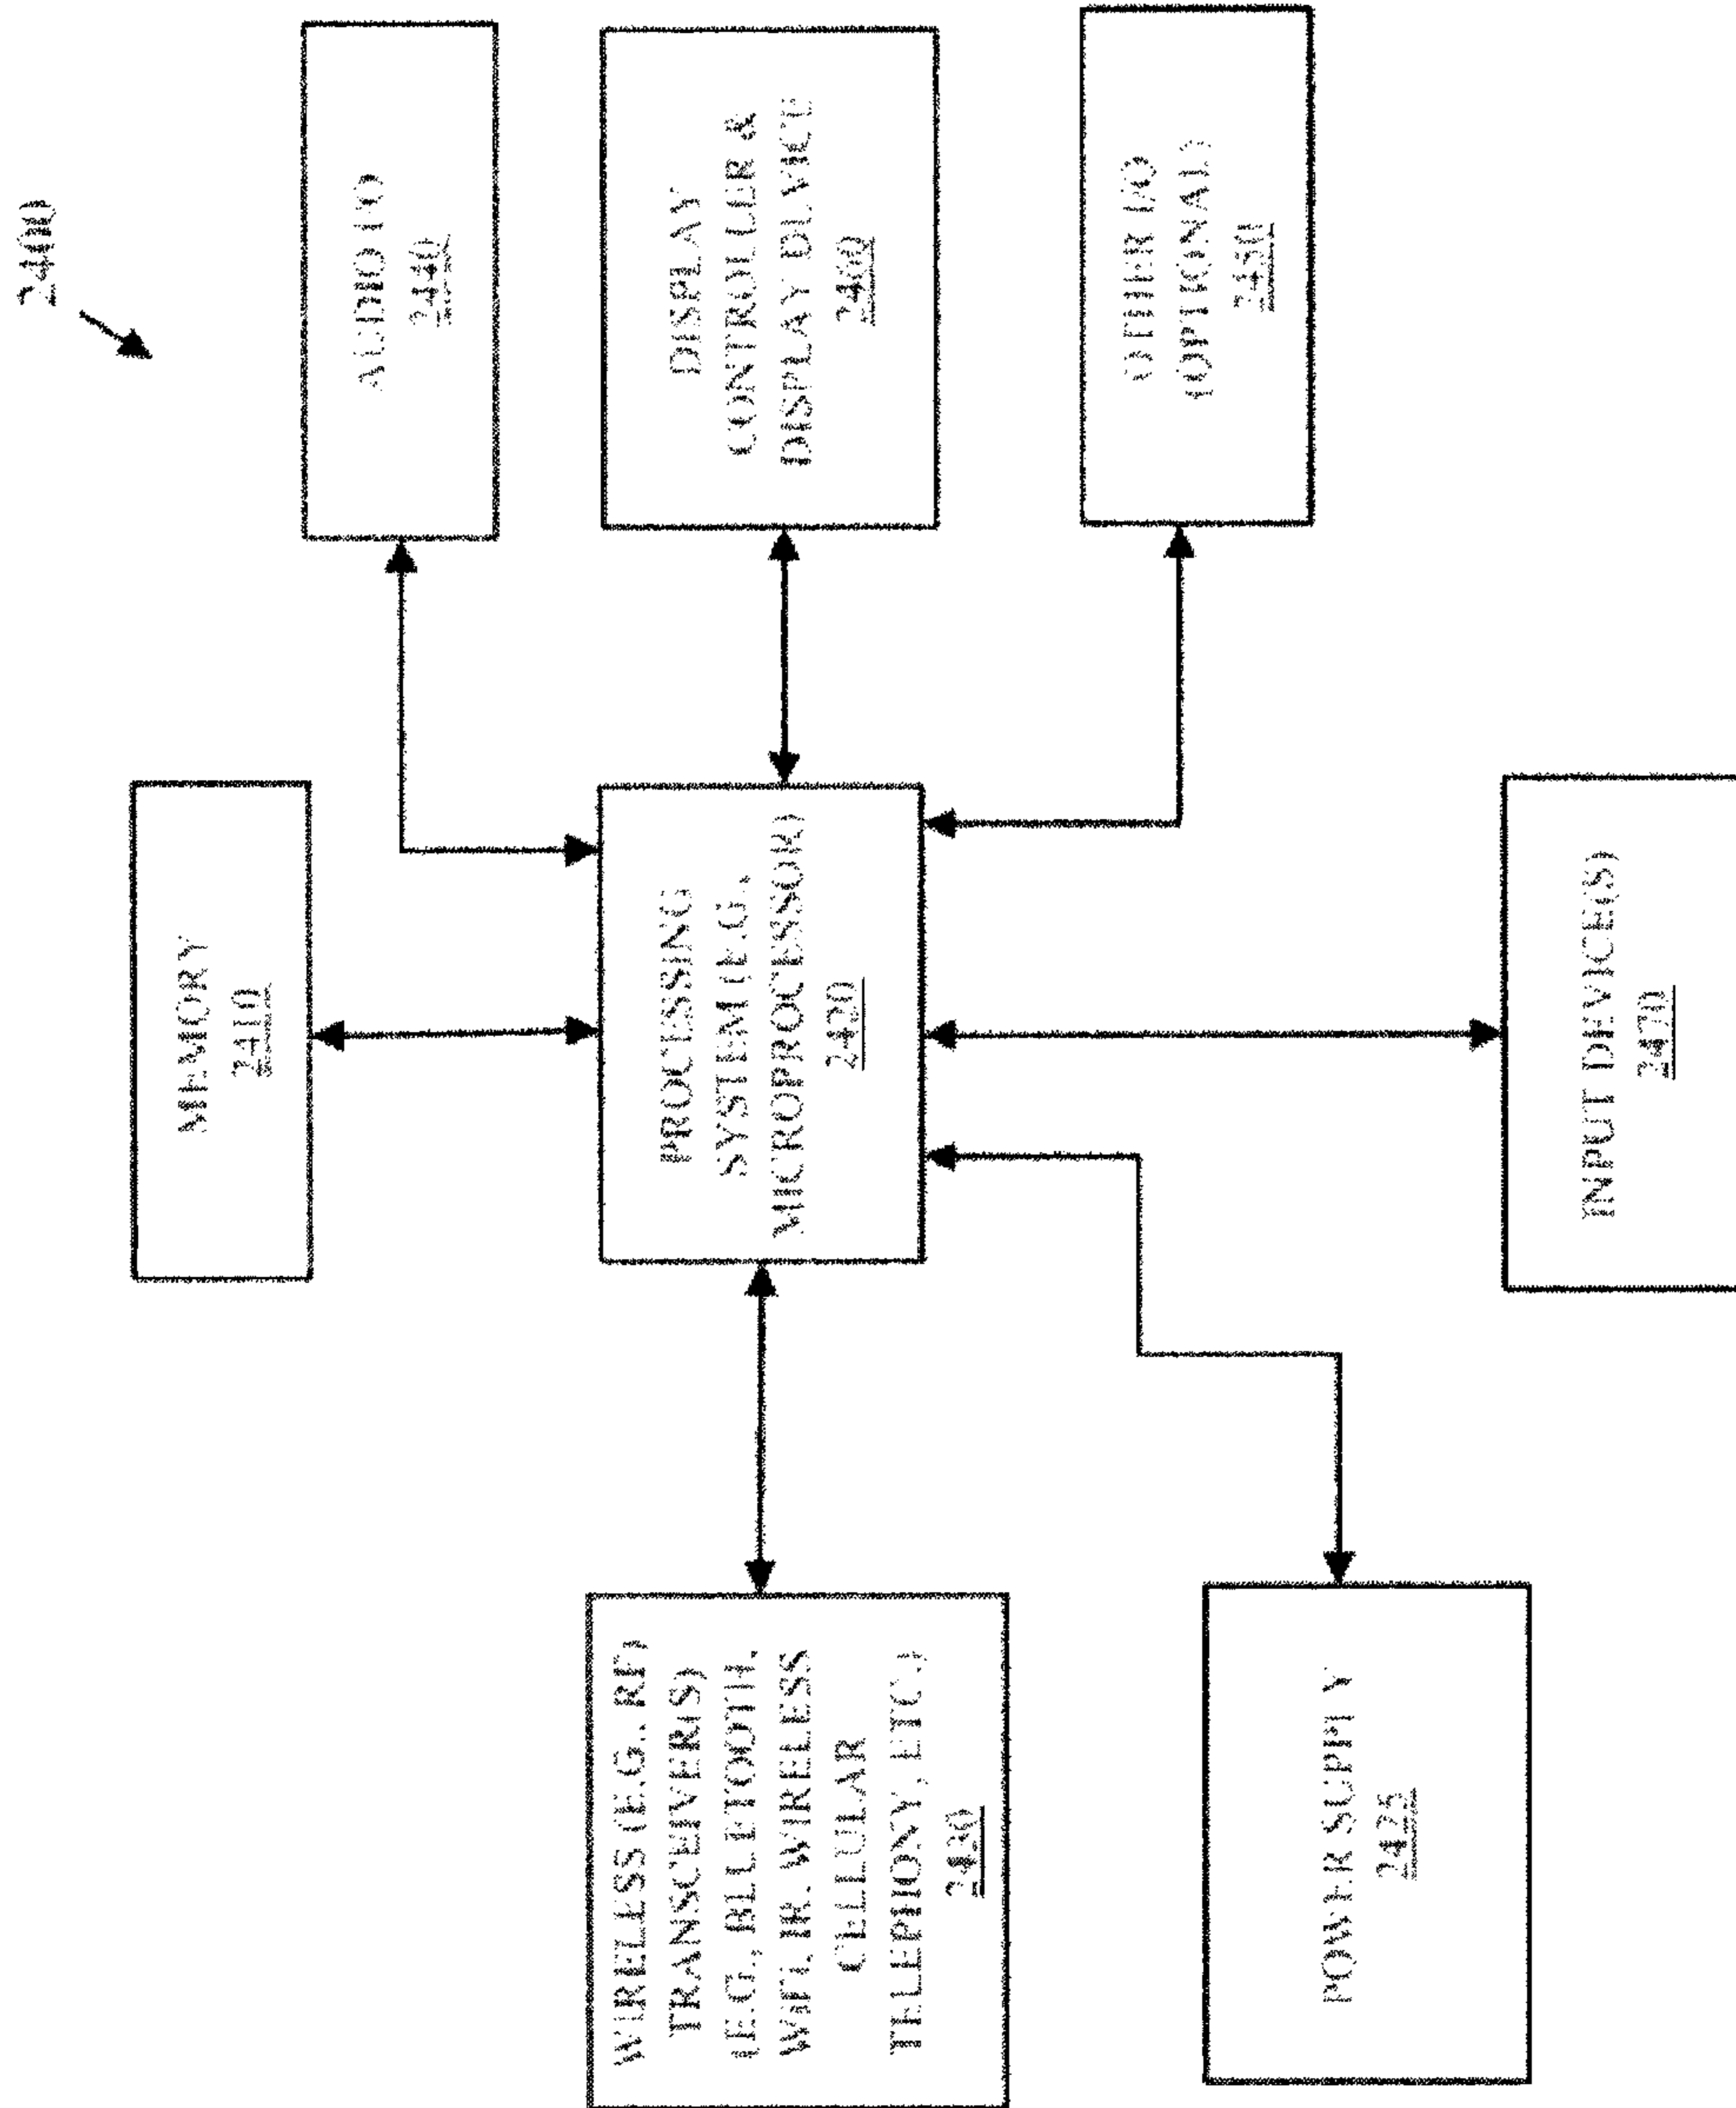 2400
MEMORY
2410
AUDIO I/O
2440
PROCESSING
SYSTEM (E.G.,
MICROPROCESSOR)
2420
DISPLAY
CONTROLLER &
DISPLAY DEVICE
2460
WIRELESS (E.G., RF)
TRANSCEIVER(S)
(E.G., BLUETOOTH,
WIFI, IR, WIRELESS
CELLULAR
TELEPHONY, ETC.)
2430
OTHER I/O
(OPTIONAL)
2450
POWER SUPPLY
2475
INPUT DEVICE(S)
2470